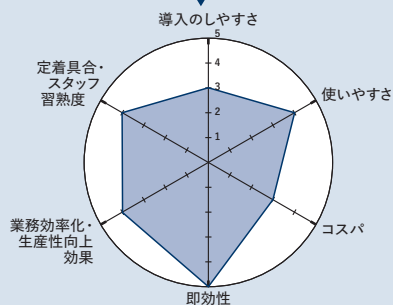 導入のしやすさ
5
4
3
2
1
使いやすさ
コスパ
即効性
業務効率化・
生産性向上
効果
定着具合・
スタッフ
習熟度